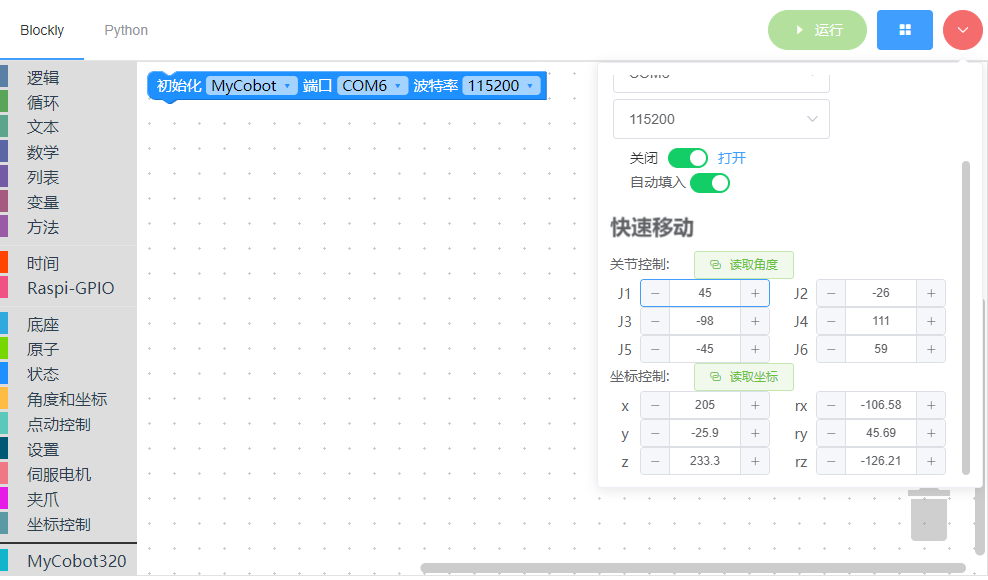 Blockly
Python
运行
逻辑
循环
文本
数学
列表
变量
方法
时间
Raspi-GPIO
底座
原子
状态
角度和坐标
点动控制
设置
伺服电机
夹爪
坐标控制
MyCobot320
初始化 MyCobot 端口 COM6 波特率 115200
COM6
115200
关闭 打开
自动填入
快速移动
关节控制: 读取角度
J1 − 45 + J2 − -26 +
J3 − -98 + J4 − 111 +
J5 − -45 + J6 − 59 +
坐标控制: 读取坐标
x − 205 + rx − -106.58 +
y − -25.9 + ry − 45.69 +
z − 233.3 + rz − -126.21 +